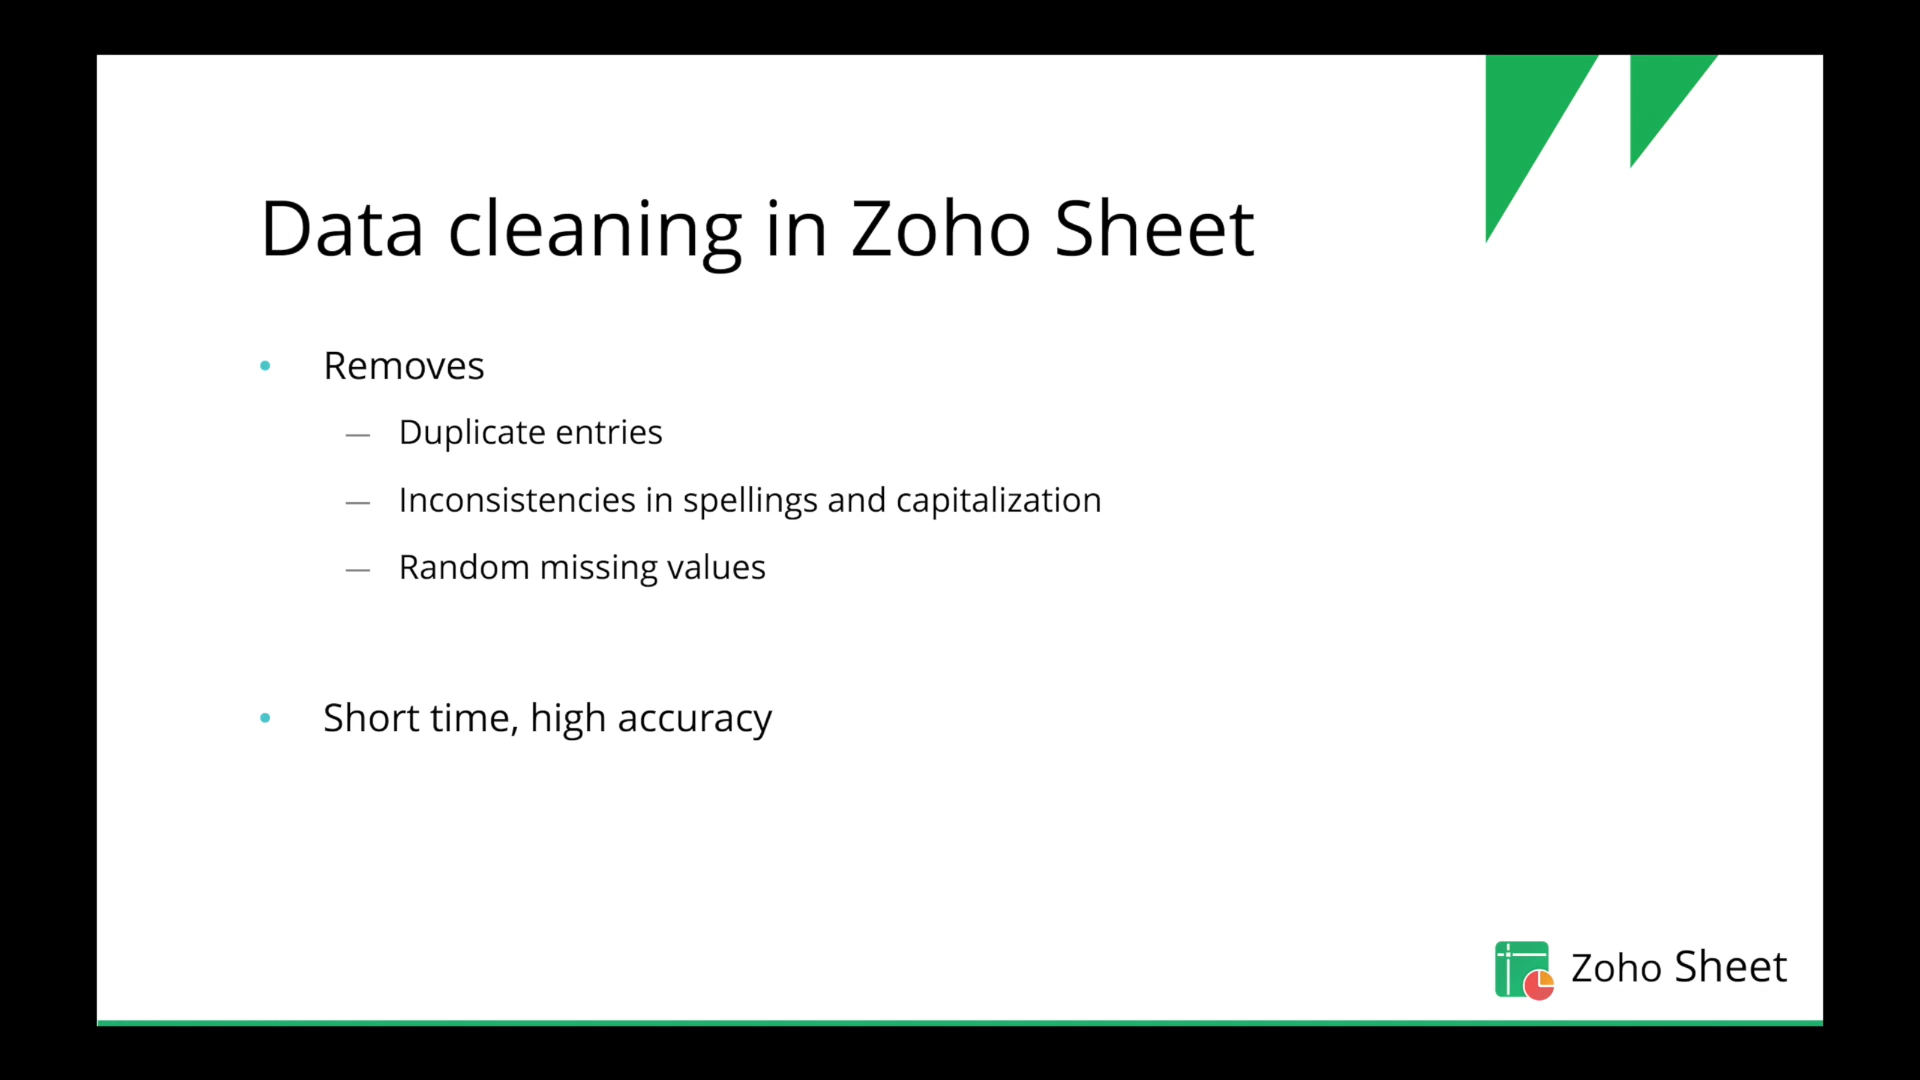 Data cleaning in Zoho Sheet
• Removes
— Duplicate entries
— Inconsistencies in spellings and capitalization
— Random missing values
• Short time, high accuracy
Zoho Sheet